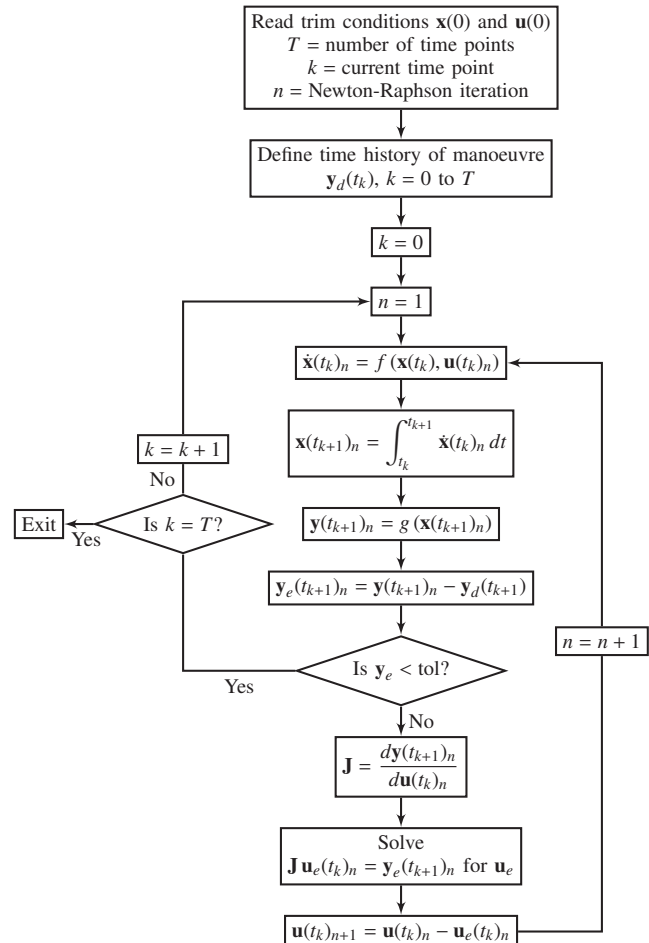 Read trim conditions x(0) and u(0)
T = number of time points
k = current time point
n = Newton-Raphson iteration
Define time history of manoeuvre
y_d(t_k), k = 0 to T
k = 0
n = 1
ẋ(t_k)_n = f (x(t_k), u(t_k)_n)
x(t_{k+1})_n = ∫_{t_k}^{t_{k+1}} ẋ(t_k)_n dt
k = k + 1
No
Exit
Yes
Is k = T?
y(t_{k+1})_n = g (x(t_{k+1})_n)
y_e(t_{k+1})_n = y(t_{k+1})_n − y_d(t_{k+1})
n = n + 1
Is y_e < tol?
Yes
No
J = dy(t_{k+1})_n / du(t_k)_n
Solve
J u_e(t_k)_n = y_e(t_{k+1})_n for u_e
u(t_k)_{n+1} = u(t_k)_n − u_e(t_k)_n